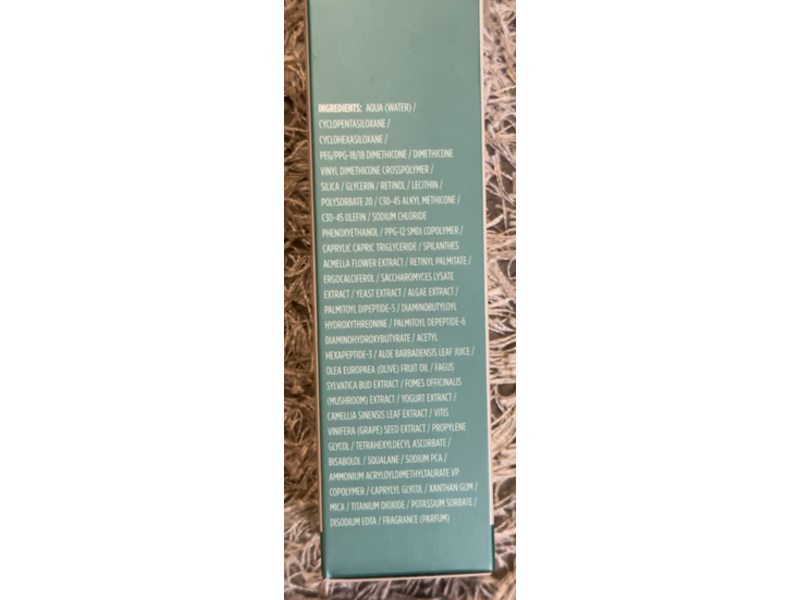 INGREDIENTS: AQUA (WATER) /
CYCLOPENTASILOXANE /
CYCLOHEXASILOXANE /
PEG/PPG-18/18 DIMETHICONE / DIMETHICONE
VINYL DIMETHICONE CROSSPOLYMER /
SILICA / GLYCERIN / RETINOL / LECITHIN /
POLYSORBATE 20 / C30-45 ALKYL METHICONE /
C30-45 OLEFIN / SODIUM CHLORIDE
PHENOXYETHANOL / PPG-12 SMDI COPOLYMER /
CAPRYLIC CAPRIC TRIGLYCERIDE / SPILANTHES
ACMELLA FLOWER EXTRACT / RETINYL PALMITATE /
ERGOCALCIFEROL / SACCHAROMYCES LYSATE
EXTRACT / YEAST EXTRACT / ALGAE EXTRACT /
PALMITOYL DIPEPTIDE-5 / DIAMINOBUTYLOYL
HYDROXYTHREONINE / PALMITOYL DEPEPTIDE-6
DIAMINOHYDROXYBUTYRATE / ACETYL
HEXAPEPTIDE-3 / ALOE BARBADENSIS LEAF JUICE /
OLEA EUROPAEA (OLIVE) FRUIT OIL / FAGUS
SYLVATICA BUD EXTRACT / FOMES OFFICINALIS
(MUSHROOM) EXTRACT / YOGURT EXTRACT /
CAMELLIA SINENSIS LEAF EXTRACT / VITIS
VINIFERA (GRAPE) SEED EXTRACT / PROPYLENE
GLYCOL / TETRAHEXYLDECYL ASCORBATE /
BISABOLOL / SQUALANE / SODIUM PCA /
AMMONIUM ACRYLOYLDIMETHYLTAURATE VP
COPOLYMER / CAPRYLYL GLYCOL / XANTHAN GUM /
MICA / TITANIUM DIOXIDE / POTASSIUM SORBATE /
DISODIUM EDTA / FRAGRANCE (PARFUM)